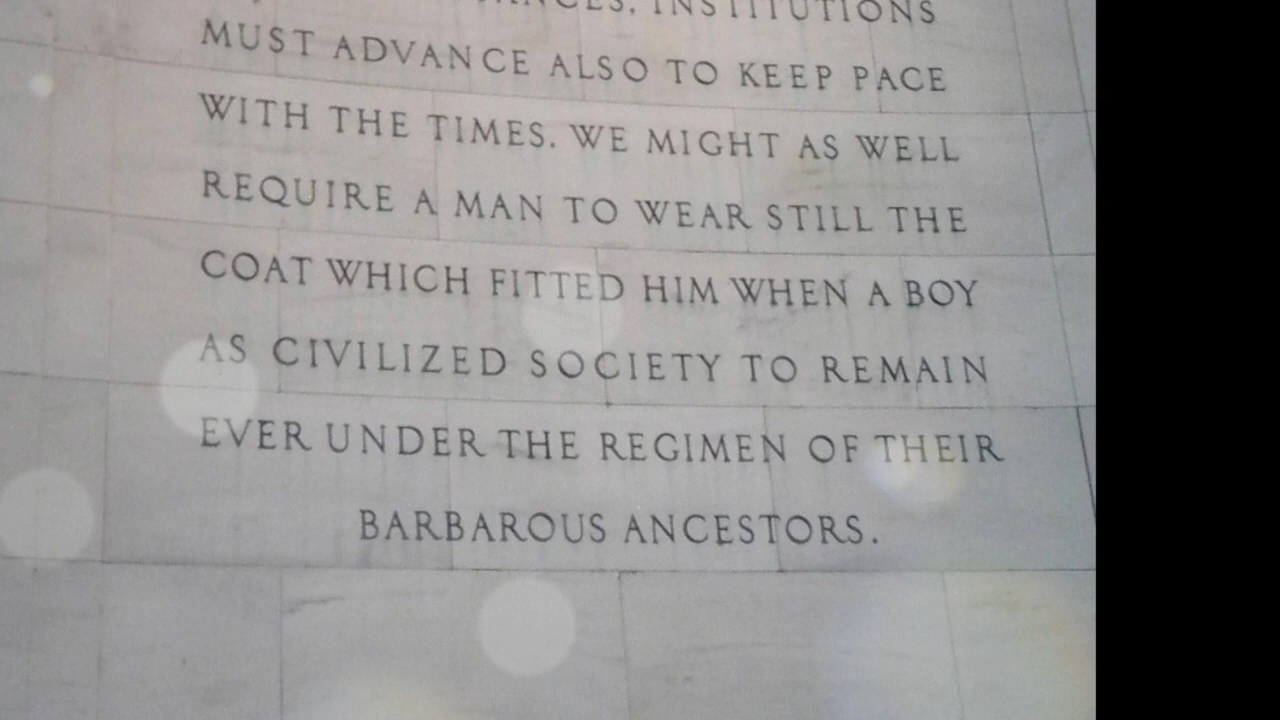 INSTITUTIONS
MUST ADVANCE ALSO TO KEEP PACE
WITH THE TIMES. WE MIGHT AS WELL
REQUIRE A MAN TO WEAR STILL THE
COAT WHICH FITTED HIM WHEN A BOY
AS CIVILIZED SOCIETY TO REMAIN
EVER UNDER THE REGIMEN OF THEIR
BARBAROUS ANCESTORS.